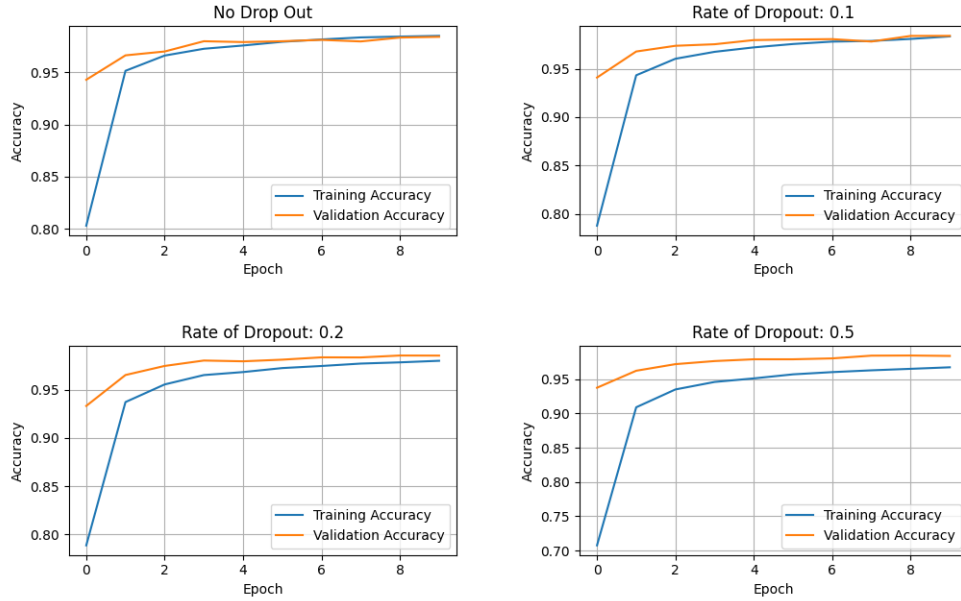 No Drop Out
Accuracy
0.95
0.90
0.85
0.80
0 2 4 6 8
Epoch
Training Accuracy
Validation Accuracy
Rate of Dropout: 0.1
Accuracy
0.95
0.90
0.85
0.80
0 2 4 6 8
Epoch
Training Accuracy
Validation Accuracy
Rate of Dropout: 0.2
Accuracy
0.95
0.90
0.85
0.80
0 2 4 6 8
Epoch
Training Accuracy
Validation Accuracy
Rate of Dropout: 0.5
Accuracy
0.95
0.90
0.85
0.80
0.75
0.70
0 2 4 6 8
Epoch
Training Accuracy
Validation Accuracy